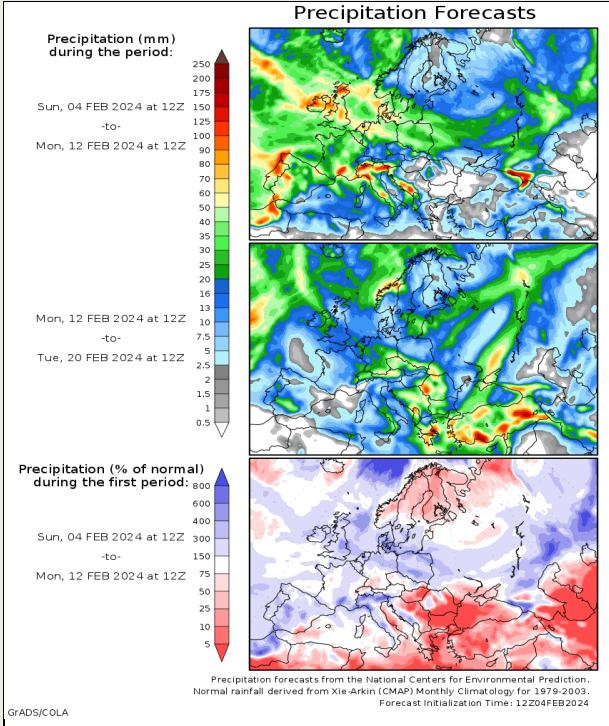 Precipitation Forecasts
Precipitation (mm)
during the period:
Sun, 04 FEB 2024 at 12Z
-to-
Mon, 12 FEB 2024 at 12Z
250
200
175
150
125
100
90
80
70
60
50
40
35
30
25
20
16
13
10
7.5
5
2.5
2
1.5
1
0.5
Mon, 12 FEB 2024 at 12Z
-to-
Tue, 20 FEB 2024 at 12Z
Precipitation (% of normal)
during the first period:
Sun, 04 FEB 2024 at 12Z
-to-
Mon, 12 FEB 2024 at 12Z
800
600
400
300
150
75
50
25
10
5
Precipitation forecasts from the National Centers for Environmental Prediction.
Normal rainfall derived from Xie-Arkin (CMAP) Monthly Climatology for 1979-2003.
Forecast Initialization Time: 12Z04FEB2024
GrADS/COLA